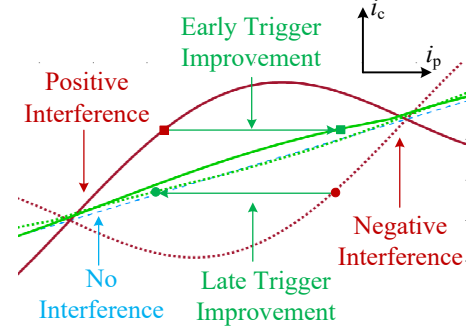 i_c
Early Trigger
Improvement
i_p
Positive
Interference
No
Interference
Late Trigger
Improvement
Negative
Interference